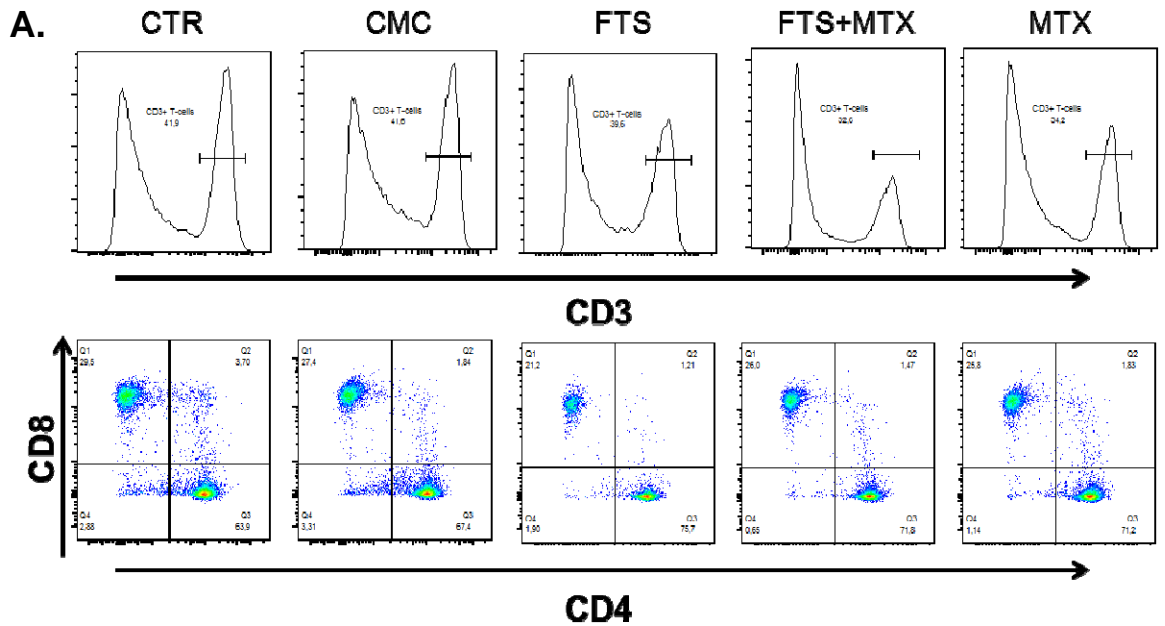 A.
CTR CMC FTS FTS+MTX MTX
CD3+ T-cells CD3+ T-cells CD3+ T-cells CD3+ T-cells CD3+ T-cells
41,9 39,6
CD3
Q1 Q2 Q1 Q2 Q1 Q2 Q1 Q2 Q1 Q2
29,5 3,70 27,4 1,84 21,2 1,21 26,0 1,47 25,8 1,83
CD8
Q4 Q3 Q4 Q3 Q4 Q3 Q4 Q3 Q4 Q3
2,88 63,9 3,31 67,4 1,90 75,7 0,65 71,2
1,14
CD4